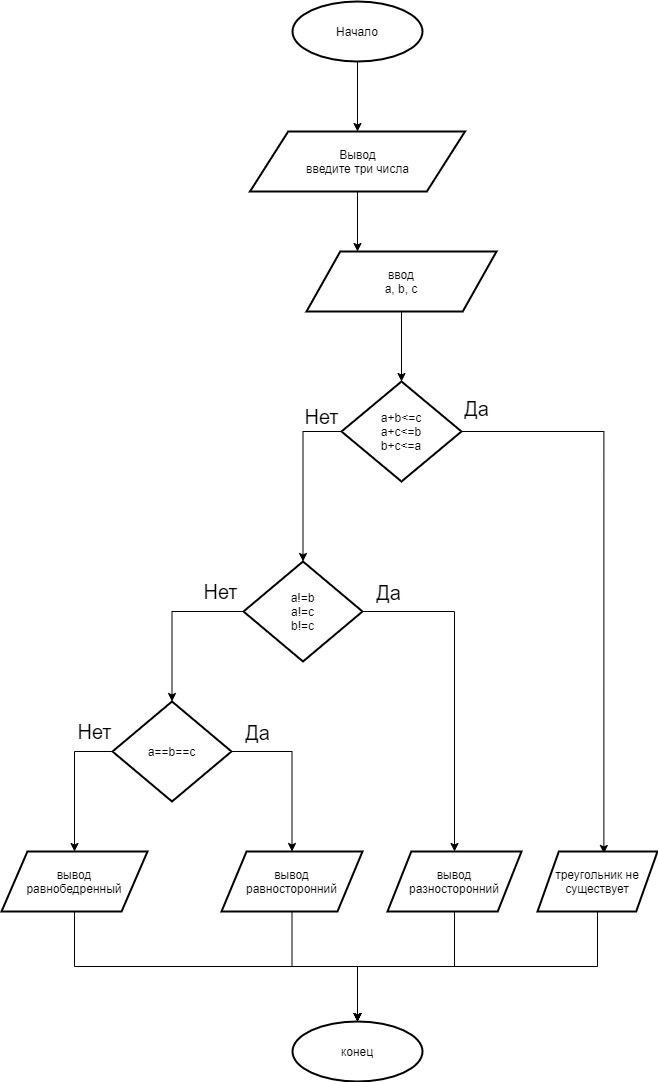 Начало
Вывод
введите три числа
ввод
a, b, c
Нет
a+b<=c
a+c<=b
b+c<=a
Да
Нет
a!=b
a!=c
b!=c
Да
Нет
a==b==c
Да
вывод
равнобедренный
вывод
равносторонний
вывод
разносторонний
треугольник не
существует
конец